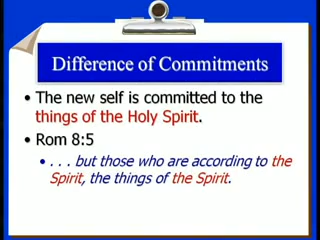 Difference of Commitments
• The new self is committed to the
things of the Holy Spirit.
• Rom 8:5
• . . . but those who are according to the
Spirit, the things of the Spirit.